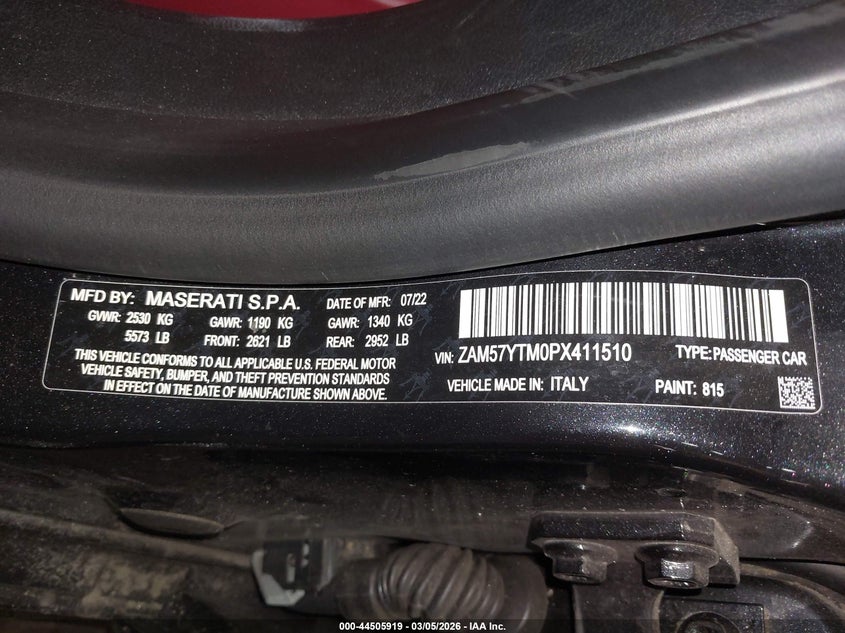 MFD BY: MASERATI S.P.A. DATE OF MFR: 07/22
GVWR: 2530 KG GAWR: 1190 KG GAWR: 1340 KG
5573 LB FRONT: 2621 LB REAR: 2952 LB
THIS VEHICLE CONFORMS TO ALL APPLICABLE U.S. FEDERAL MOTOR
VEHICLE SAFETY, BUMPER, AND THEFT PREVENTION STANDARDS
IN EFFECT ON THE DATE OF MANUFACTURE SHOWN ABOVE.
VIN: ZAM57YTM0PX411510 TYPE: PASSENGER CAR
VEHICLE MADE IN: ITALY PAINT: 815
000-44505919 - 03/05/2026 - IAA Inc.